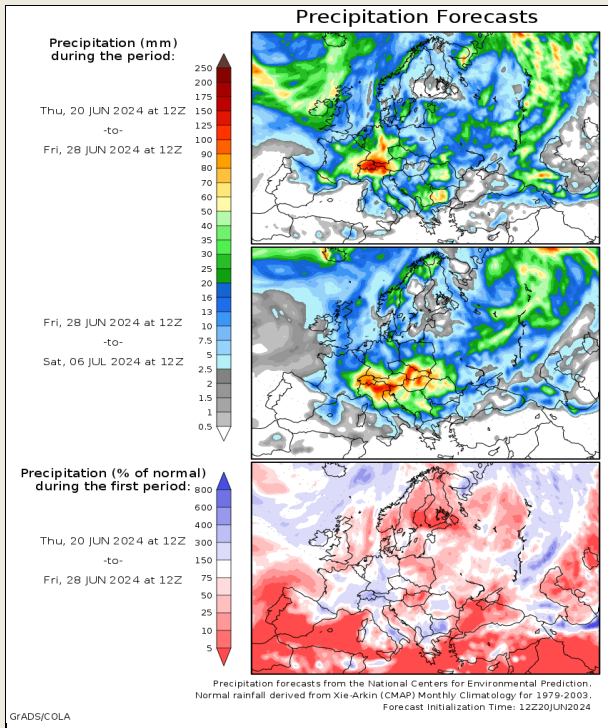 Precipitation Forecasts
Precipitation (mm)
during the period:
Thu, 20 JUN 2024 at 12Z
-to-
Fri, 28 JUN 2024 at 12Z
250
200
175
150
125
100
90
80
70
60
50
40
35
30
25
20
16
13
10
7.5
5
2.5
2
1.5
1
0.5
Fri, 28 JUN 2024 at 12Z
-to-
Sat, 06 JUL 2024 at 12Z
Precipitation (% of normal)
during the first period:
Thu, 20 JUN 2024 at 12Z
-to-
Fri, 28 JUN 2024 at 12Z
800
600
400
300
150
75
50
25
10
5
Precipitation forecasts from the National Centers for Environmental Prediction.
Normal rainfall derived from Xie-Arkin (CMAP) Monthly Climatology for 1979-2003.
Forecast Initialization Time: 12Z20JUN2024
GrADS/COLA